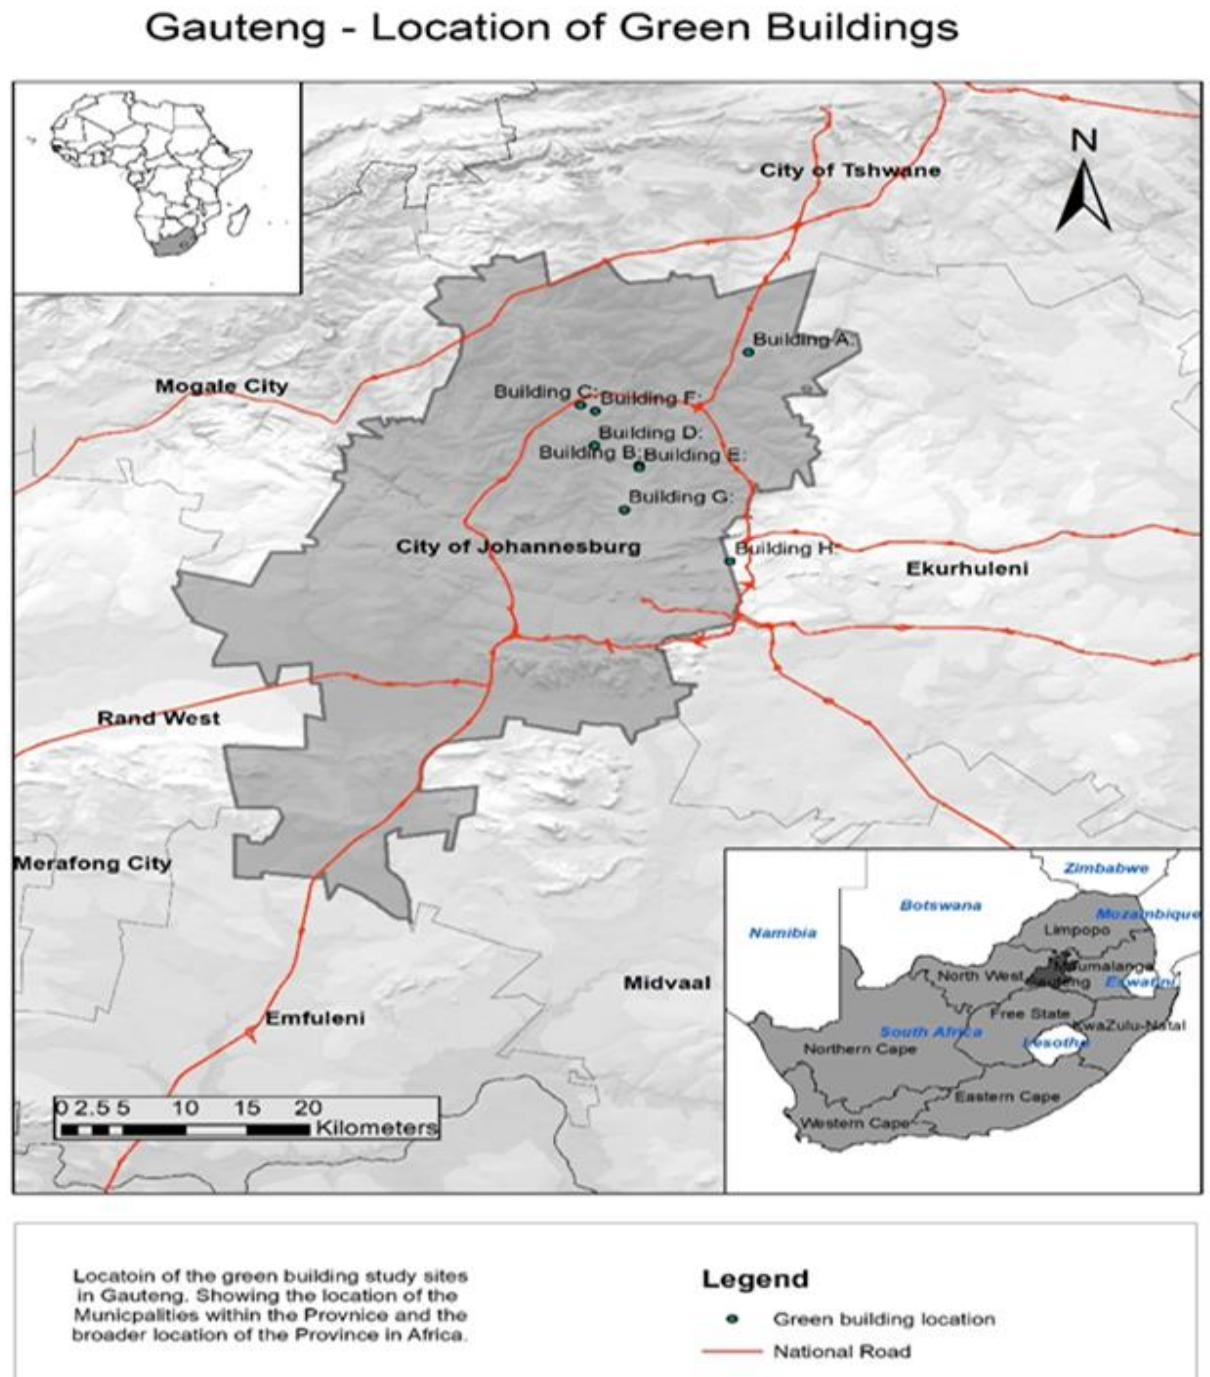 Gauteng - Location of Green Buildings
N
City of Tshwane
Building A:
Mogale City
Building C:
Building F:
Building D:
Building B:
Building E:
Building G:
City of Johannesburg
Building H:
Ekurhuleni
Rand West
Merafong City
Midvaal
Emfuleni
0 2.5 5 10 15 20
Kilometers
Zimbabwe
Botswana
Mozambique
Namibia
Limpopo
North West
Mpumalanga
Gauteng
Eswatini
Free State
KwaZulu-Natal
South Africa
Lesotho
Northern Cape
Eastern Cape
Western Cape
Locatoin of the green building study sites
in Gauteng. Showing the location of the
Municpalities within the Provnice and the
broader location of the Province in Africa.
Legend
Green building location
National Road